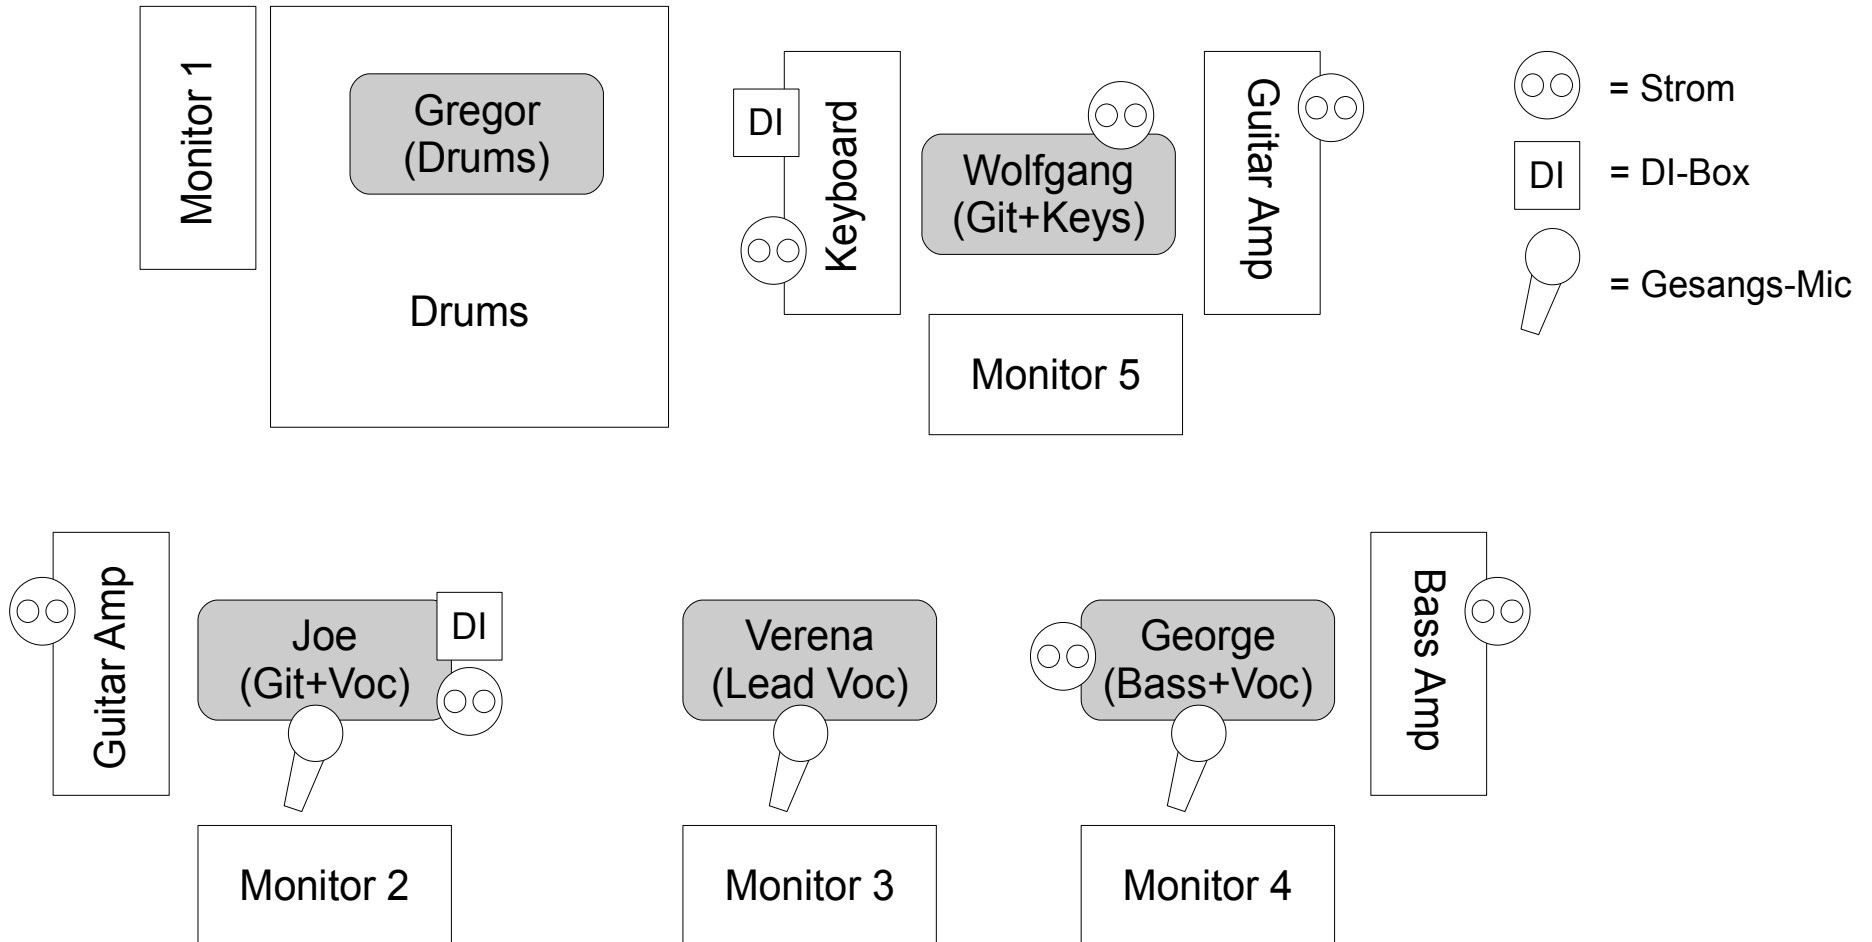 Monitor 1
Gregor
(Drums)
Drums
DI
Keyboard
Wolfgang
(Git+Keys)
Guitar Amp
Monitor 5
= Strom
DI
= DI-Box
= Gesangs-Mic
Guitar Amp
Joe
(Git+Voc)
DI
Verena
(Lead Voc)
George
(Bass+Voc)
Bass Amp
Monitor 2
Monitor 3
Monitor 4